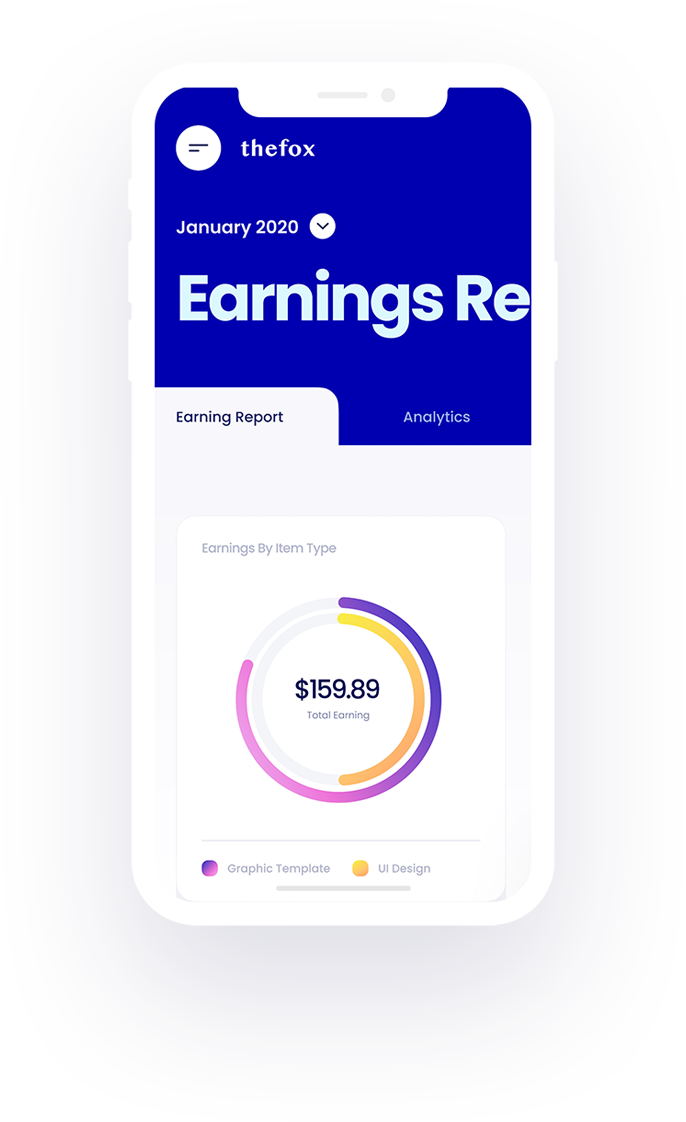 thefox
January 2020
Earnings Re
Earning Report
Analytics
Earnings By Item Type
$159.89
Total Earning
Graphic Template
UI Design